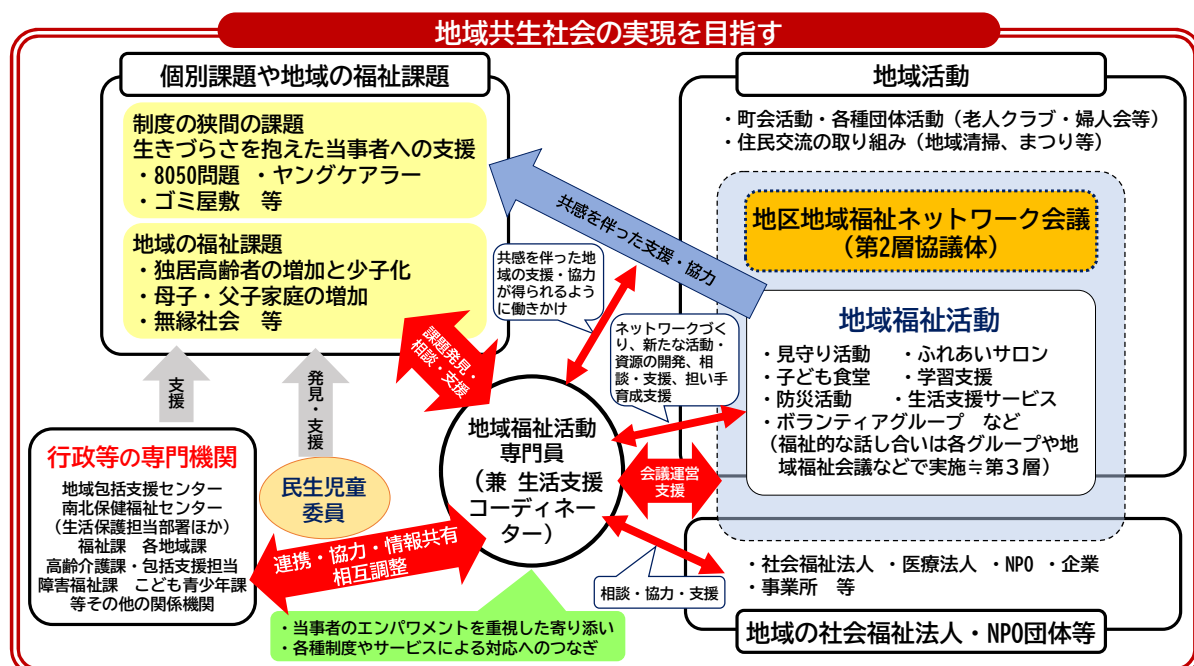 地域共生社会の実現を目指す
個別課題や地域の福祉課題
制度の狭間の課題
生きづらさを抱えた当事者への支援
・8050問題 ・ヤングケアラー
・ゴミ屋敷 等
地域の福祉課題
・独居高齢者の増加と少子化
・母子・父子家庭の増加
・無縁社会 等
支援
発見・支援
行政等の専門機関
地域包括支援センター
南北保健福祉センター
(生活保護担当部署ほか)
福祉課 各地域課
高齢介護課・包括支援担当
障害福祉課 こども青少年課
等その他の関係機関
民生児童
委員
課題発見・
相談・支援
共感を伴った支援・協力
共感を伴った地
域の支援・協力
が得られるよう
に働きかけ
ネットワークづく
り、新たな活動・
資源の開発、相
談・支援、担い手
育成支援
地域福祉活動
専門員
(兼 生活支援
コーディネー
ター)
会議運営
支援
連携・協力・情報共有
相互調整
相談・協力・支援
・当事者のエンパワメントを重視した寄り添い
・各種制度やサービスによる対応へのつなぎ
地域活動
・町会活動・各種団体活動(老人クラブ・婦人会等)
・住民交流の取り組み(地域清掃、まつり等)
地区地域福祉ネットワーク会議
(第2層協議体)
地域福祉活動
・見守り活動 ・ふれあいサロン
・子ども食堂 ・学習支援
・防災活動 ・生活支援サービス
・ボランティアグループ など
(福祉的な話し合いは各グループや地
域福祉会議などで実施≒第３層)
・社会福祉法人 ・医療法人 ・NPO ・企業
・事業所 等
地域の社会福祉法人・NPO団体等